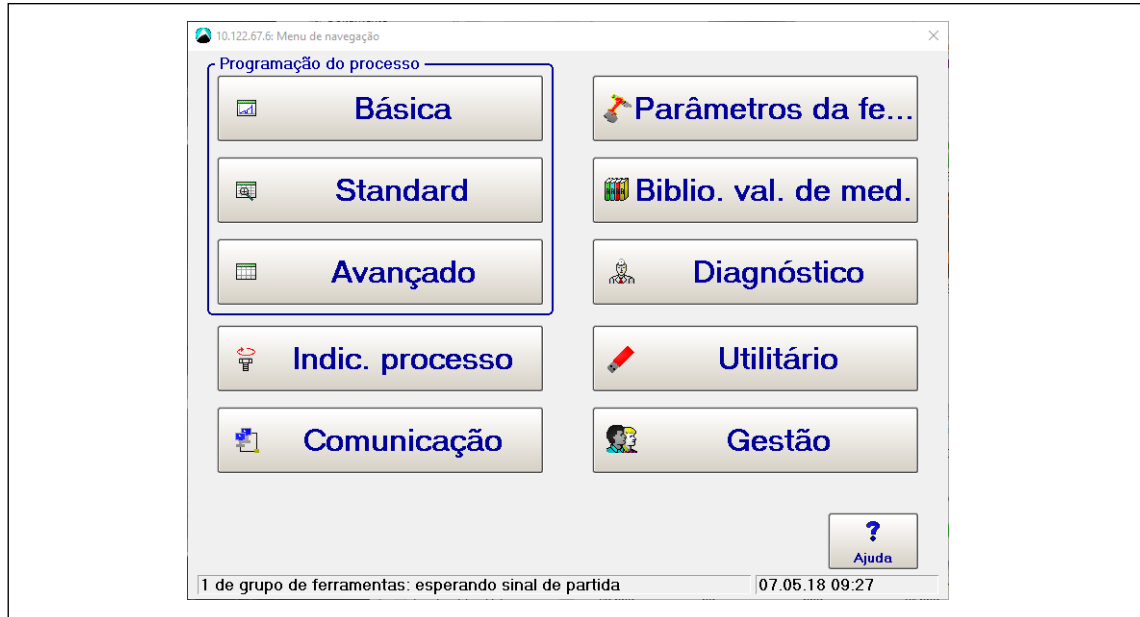 10.122.67.6: Menu de navegação
Programação do processo
Básica
Standard
Avançado
Indic. processo
Comunicação
Parâmetros da fe...
Biblio. val. de med.
Diagnóstico
Utilitário
Gestão
?
Ajuda
1 de grupo de ferramentas: esperando sinal de partida
07.05.18 09:27